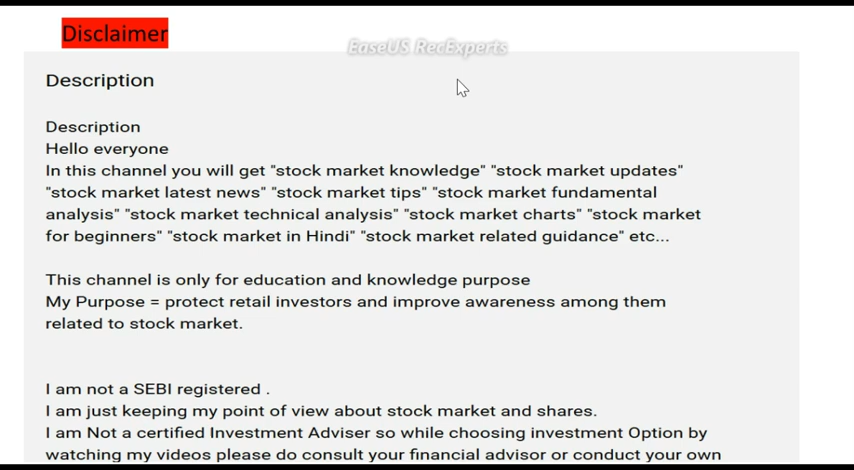 Disclaimer
EaseUS RecExperts
Description
Description
Hello everyone
In this channel you will get "stock market knowledge" "stock market updates"
"stock market latest news" "stock market tips" "stock market fundamental
analysis" "stock market technical analysis" "stock market charts" "stock market
for beginners" "stock market in Hindi" "stock market related guidance" etc...
This channel is only for education and knowledge purpose
My Purpose = protect retail investors and improve awareness among them
related to stock market.
I am not a SEBI registered .
I am just keeping my point of view about stock market and shares.
I am Not a certified Investment Adviser so while choosing investment Option by
watching my videos please do consult your financial advisor or conduct your own